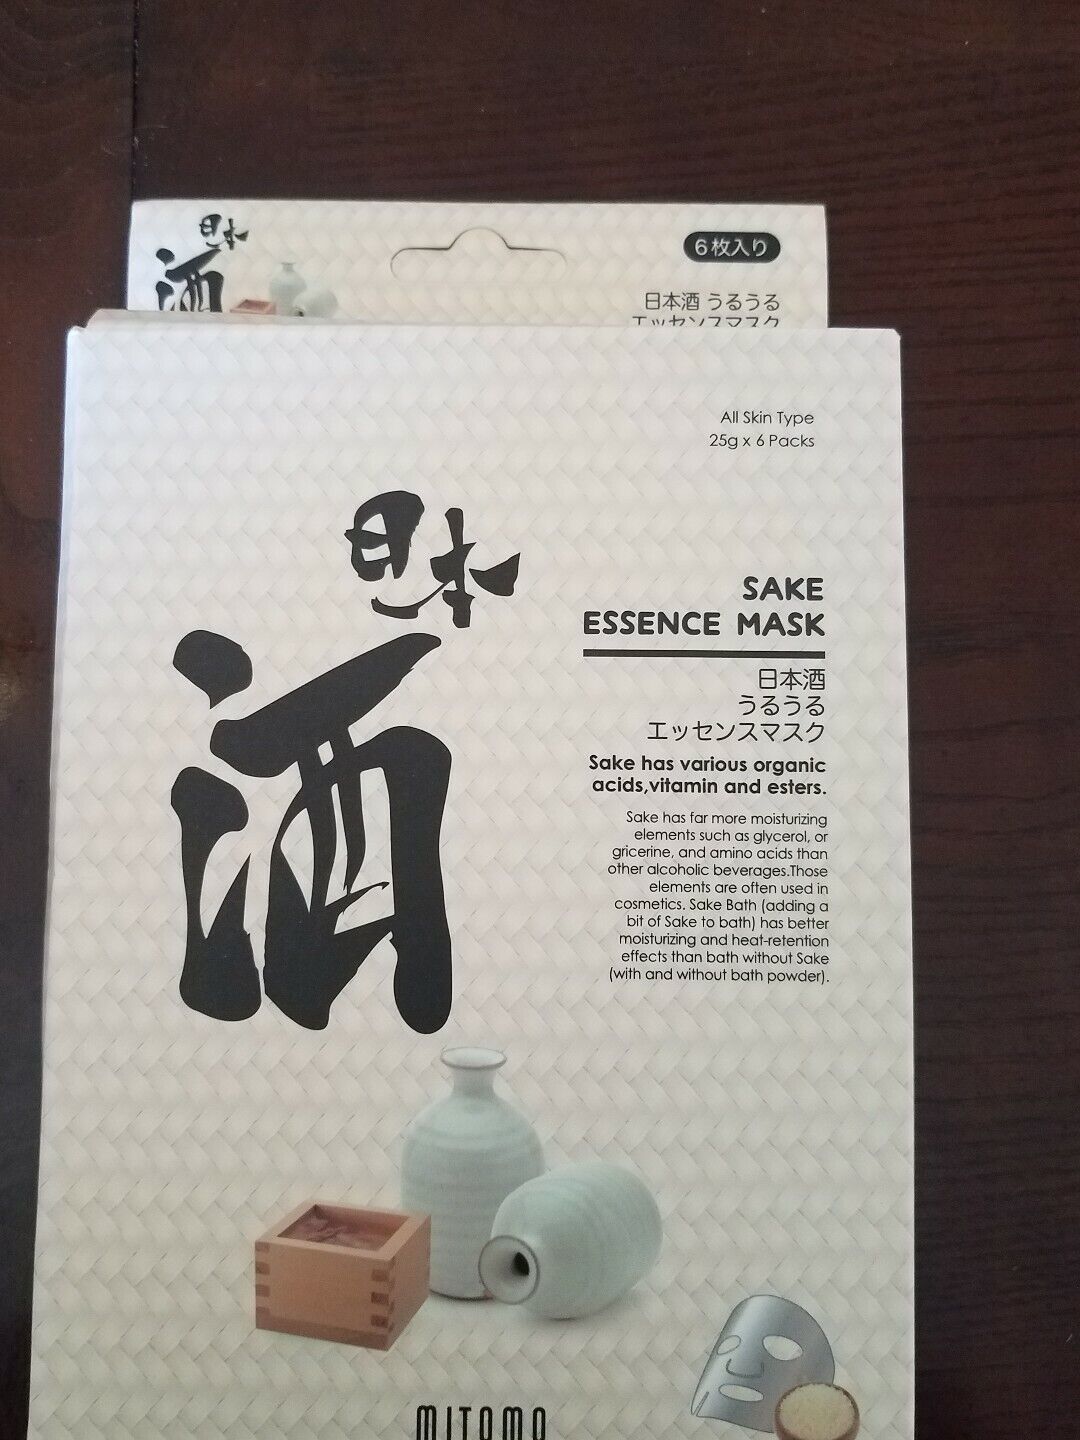 日本
酒
6枚入り
日本酒 うるうる
エッセンスマスク
All Skin Type
25g x 6 Packs
日本
酒
SAKE
ESSENCE MASK
日本酒
うるうる
エッセンスマスク
Sake has various organic
acids,vitamin and esters.
Sake has far more moisturizing
elements such as glycerol, or
gricerine, and amino acids than
other alcoholic beverages.Those
elements are often used in
cosmetics. Sake Bath (adding a
bit of Sake to bath) has better
moisturizing and heat-retention
effects than bath without Sake
(with and without bath powder).
MITOMO